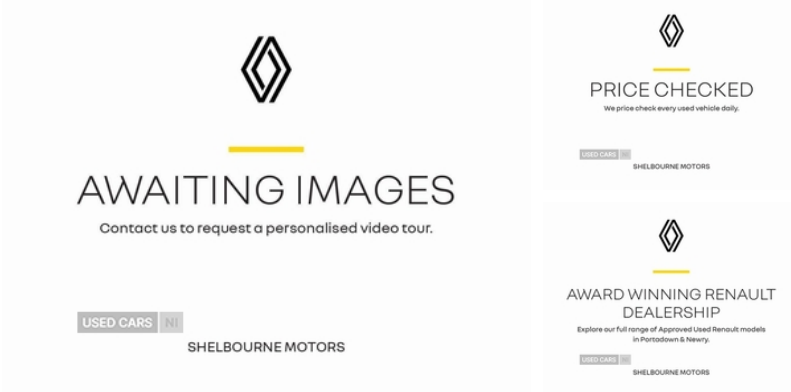 AWAITING IMAGES
Contact us to request a personalised video tour.
USED CARS NI
SHELBOURNE MOTORS
PRICE CHECKED
We price check every used vehicle daily.
USED CARS NI
SHELBOURNE MOTORS
AWARD WINNING RENAULT
DEALERSHIP
Explore our full range of Approved Used Renault models
in Portadown & Newry.
USED CARS NI
SHELBOURNE MOTORS